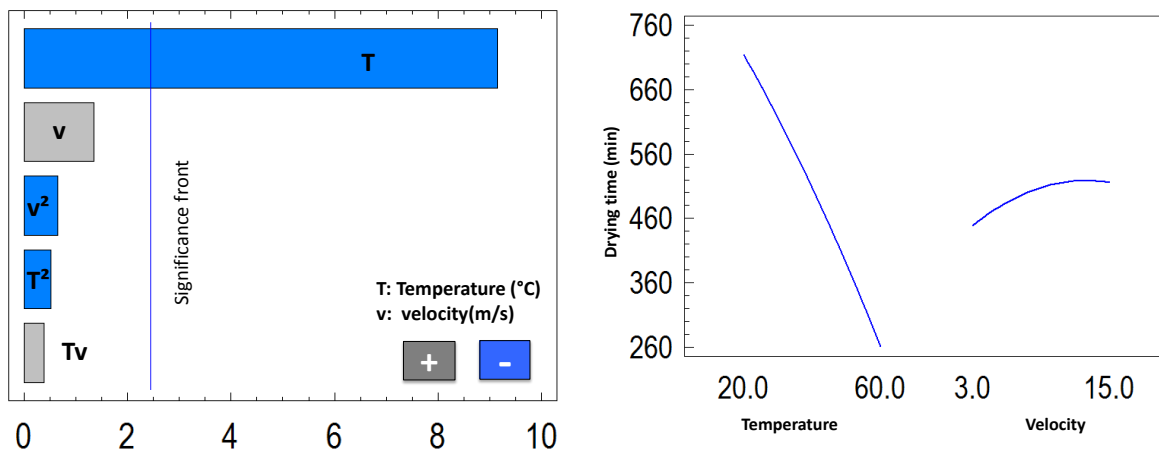 T
v
v²
T²
Tv
Significance front
T: Temperature (°C)
v: velocity(m/s)
+ -
0 2 4 6 8 10
Drying time (min)
760
660
560
460
360
260
20.0 60.0 3.0 15.0
Temperature Velocity